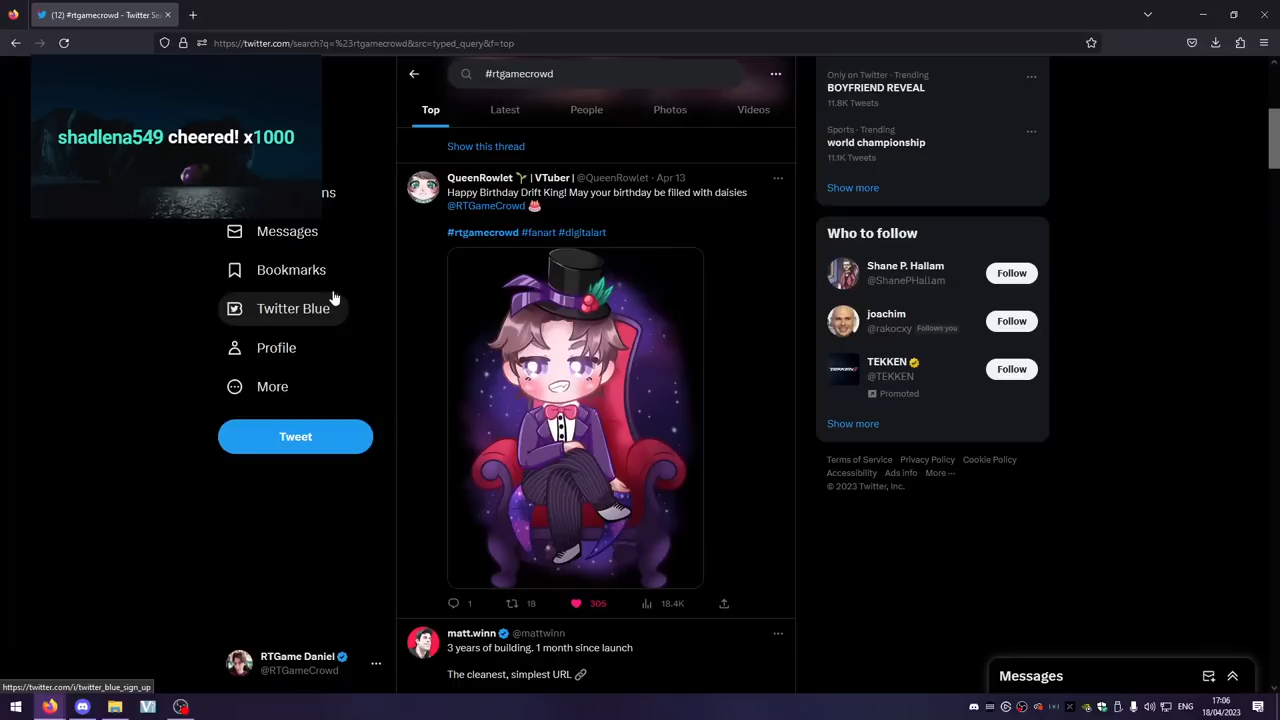 (12) #rtgamecrowd - Twitter Sea
https://twitter.com/search?q=%23rtgamecrowd&src=typed_query&f=top
shadlena549 cheered! x1000
ns
Messages
Bookmarks
Twitter Blue
Profile
More
Tweet
RTGame Daniel
@RTGameCrowd
https://twitter.com/i/twitter_blue_sign_up
#rtgamecrowd
Top
Latest
People
Photos
Videos
Show this thread
QueenRowlet 🌱 | VTuber | @QueenRowlet · Apr 13
Happy Birthday Drift King! May your birthday be filled with daisies
@RTGameCrowd 🎂
#rtgamecrowd #fanart #digitalart
1
18
305
18.4K
matt.winn @mattwinn
3 years of building. 1 month since launch
The cleanest, simplest URL 🔗
Only on Twitter · Trending
BOYFRIEND REVEAL
11.8K Tweets
Sports · Trending
world championship
11.1K Tweets
Show more
Who to follow
Shane P. Hallam
@ShanePHallam
Follow
joachim
@rakocxy Follows you
Follow
TEKKEN
@TEKKEN
Promoted
Follow
Show more
Terms of Service Privacy Policy Cookie Policy
Accessibility Ads info More ···
© 2023 Twitter, Inc.
Messages
ENG
17:06
18/04/2023